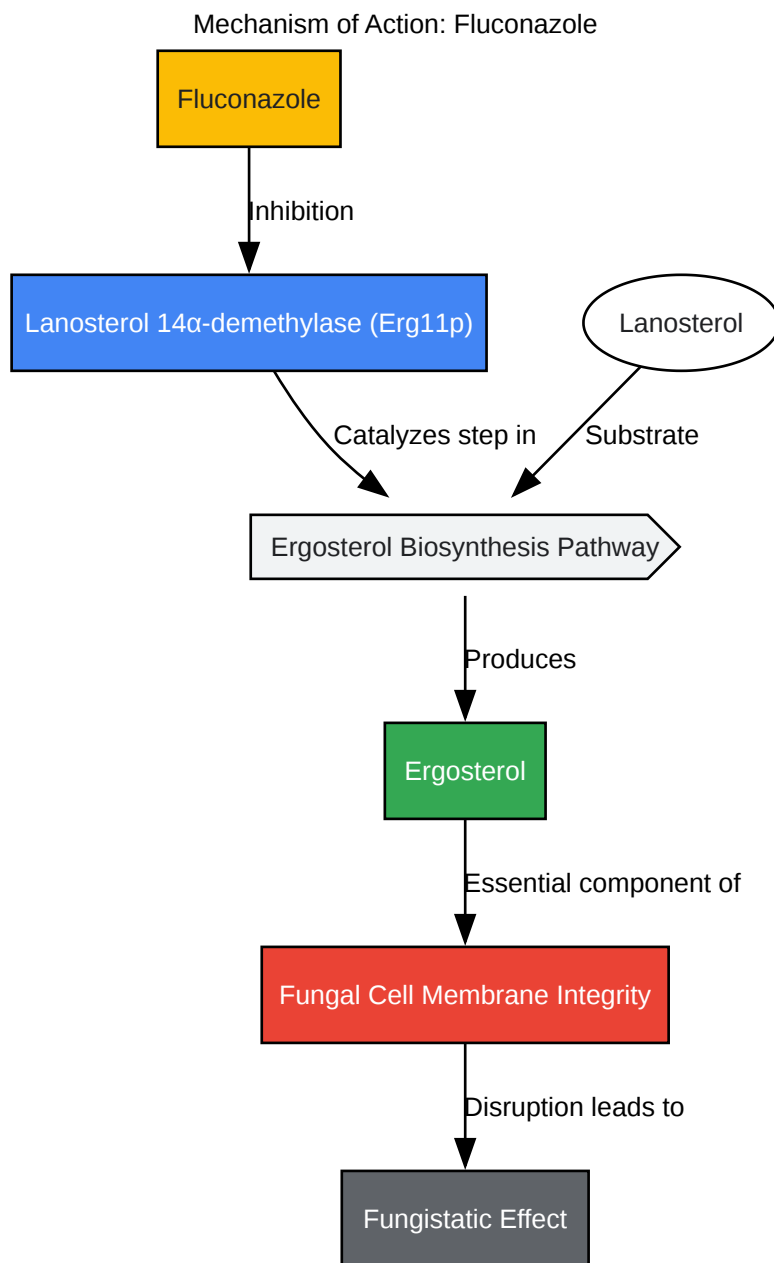 Mechanism of Action: Fluconazole
Fluconazole
Inhibition
Lanosterol 14α-demethylase (Erg11p)
Lanosterol
Catalyzes step in
Substrate
Ergosterol Biosynthesis Pathway
Produces
Ergosterol
Essential component of
Fungal Cell Membrane Integrity
Disruption leads to
Fungistatic Effect